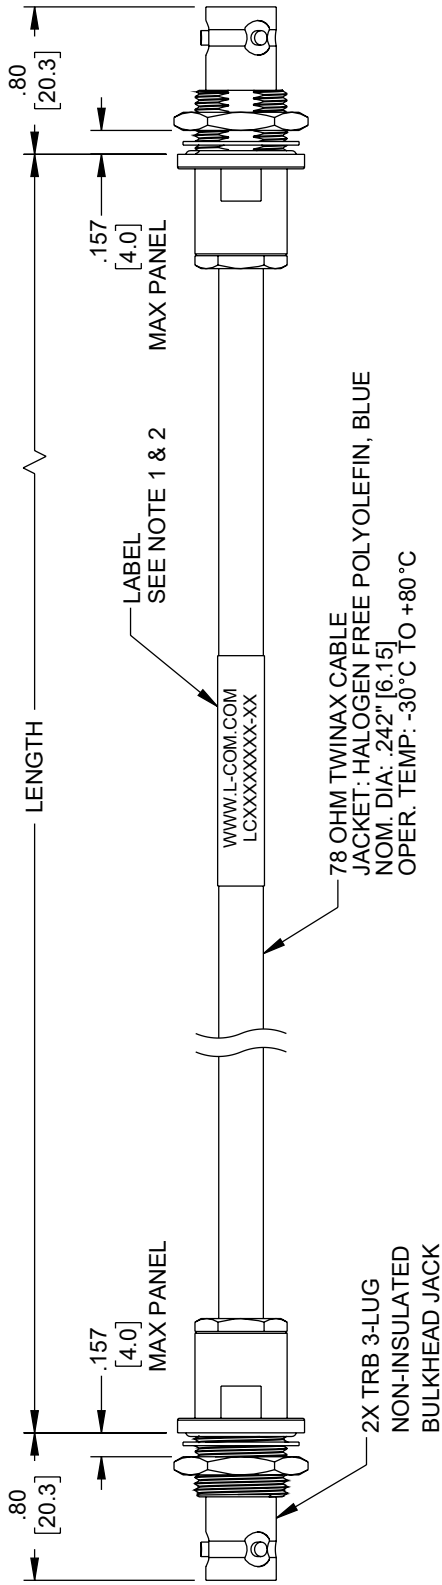 .80
[20.3]
LENGTH
.80
[20.3]
.157
[4.0]
MAX PANEL
.157
[4.0]
MAX PANEL
LABEL
SEE NOTE 1 & 2
WWW.L-COM.COM
LCXXXXXXX-XX
2X TRB 3-LUG
NON-INSULATED
BULKHEAD JACK
78 OHM TWINAX CABLE
JACKET: HALOGEN FREE POLYOLEFIN, BLUE
NOM. DIA: .242" [6.15]
OPER. TEMP: -30°C TO +80°C